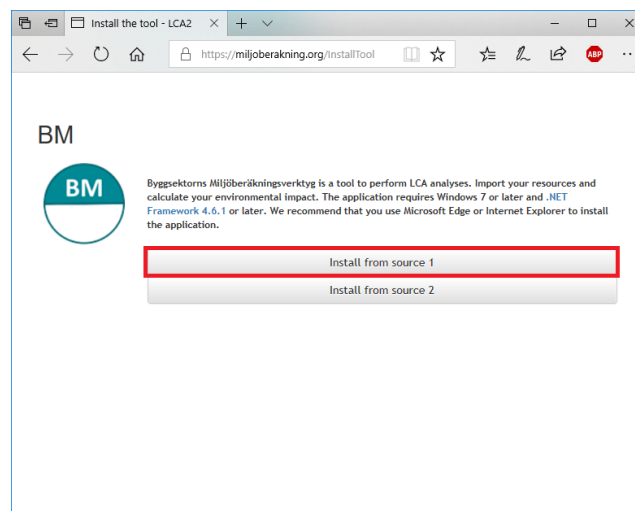 Install the tool - LCA2
https://miljoberakning.org/InstallTool
ABP
BM
BM
Byggsektorns Miljöberäkningsverktyg is a tool to perform LCA analyses. Import your resources and
calculate your environmental impact. The application requires Windows 7 or later and .NET
Framework 4.6.1 or later. We recommend that you use Microsoft Edge or Internet Explorer to install
the application.
Install from source 1
Install from source 2